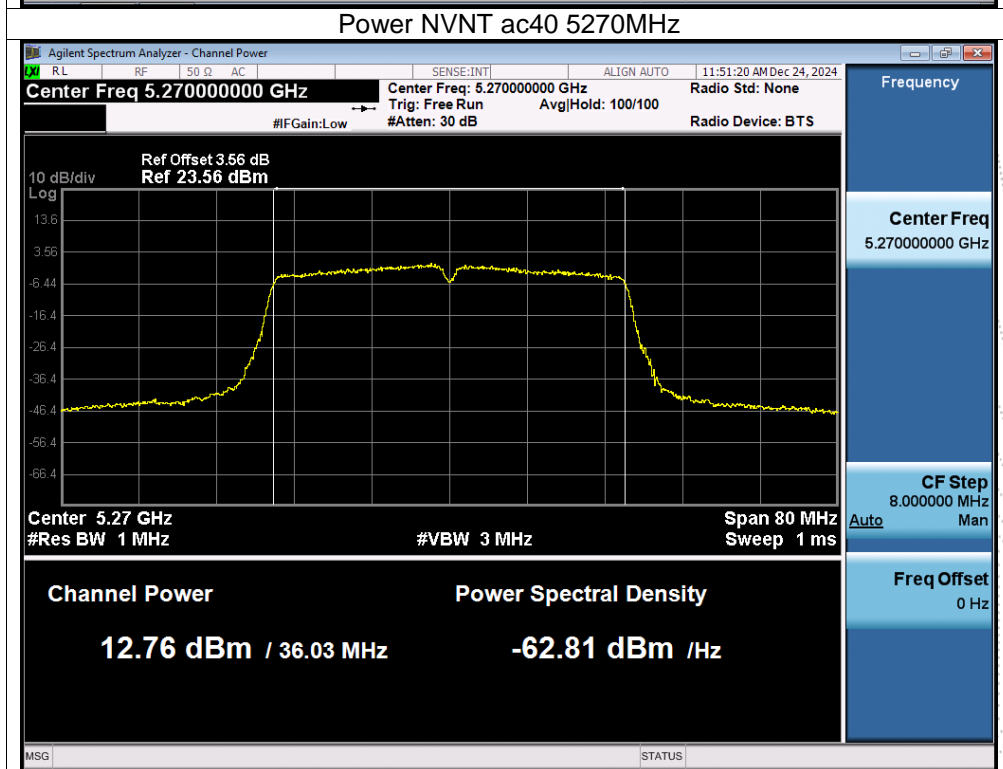 Power NVNT ac40 5270MHz
Agilent Spectrum Analyzer - Channel Power
LXI RL RF 50 Ω AC SENSE:INT ALIGN AUTO 11:51:20 AM Dec 24, 2024
Center Freq 5.270000000 GHz
Center Freq: 5.270000000 GHz
Radio Std: None
Trig: Free Run Avg|Hold: 100/100
#IFGain:Low
#Atten: 30 dB
Radio Device: BTS
Frequency
Ref Offset 3.56 dB
10 dB/div Ref 23.56 dBm
Log
13.6
3.56
-6.44
-16.4
-26.4
-36.4
-46.4
-56.4
-66.4
Center Freq
5.270000000 GHz
Center 5.27 GHz Span 80 MHz
#Res BW 1 MHz #VBW 3 MHz Sweep 1 ms
CF Step
8.000000 MHz
Auto Man
Freq Offset
0 Hz
Channel Power Power Spectral Density
12.76 dBm / 36.03 MHz -62.81 dBm /Hz
MSG STATUS